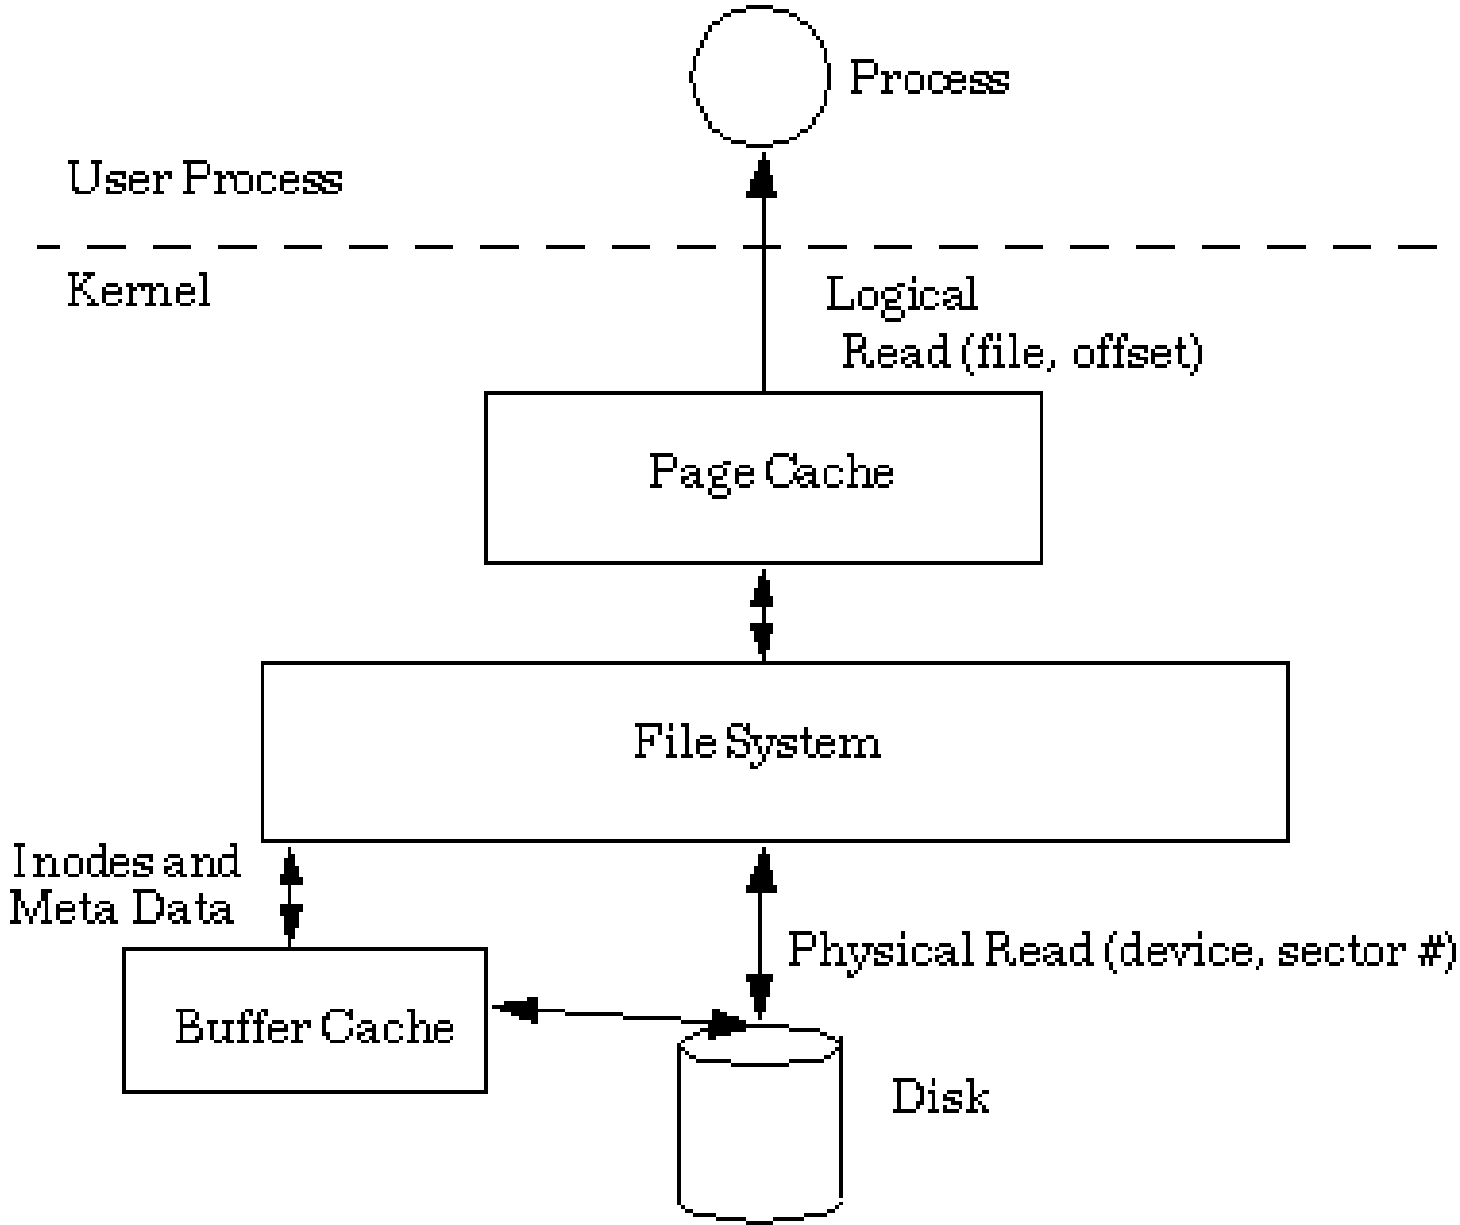 Process
User Process
Kernel
Logical
Read (file, offset)
Page Cache
File System
Inodes and
Meta Data
Physical Read (device, sector #)
Buffer Cache
Disk